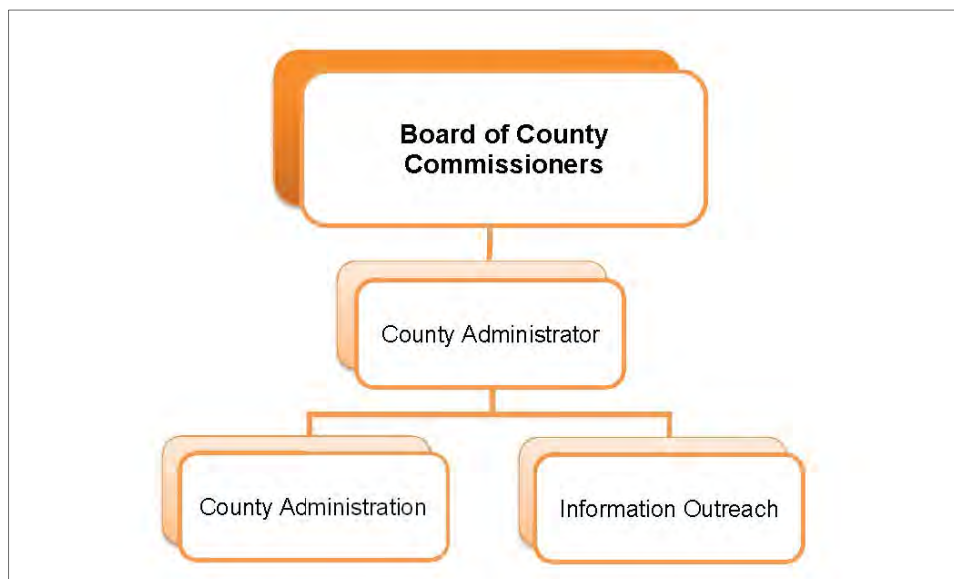 Board of County
Commissioners
County Administrator
County Administration
Information Outreach